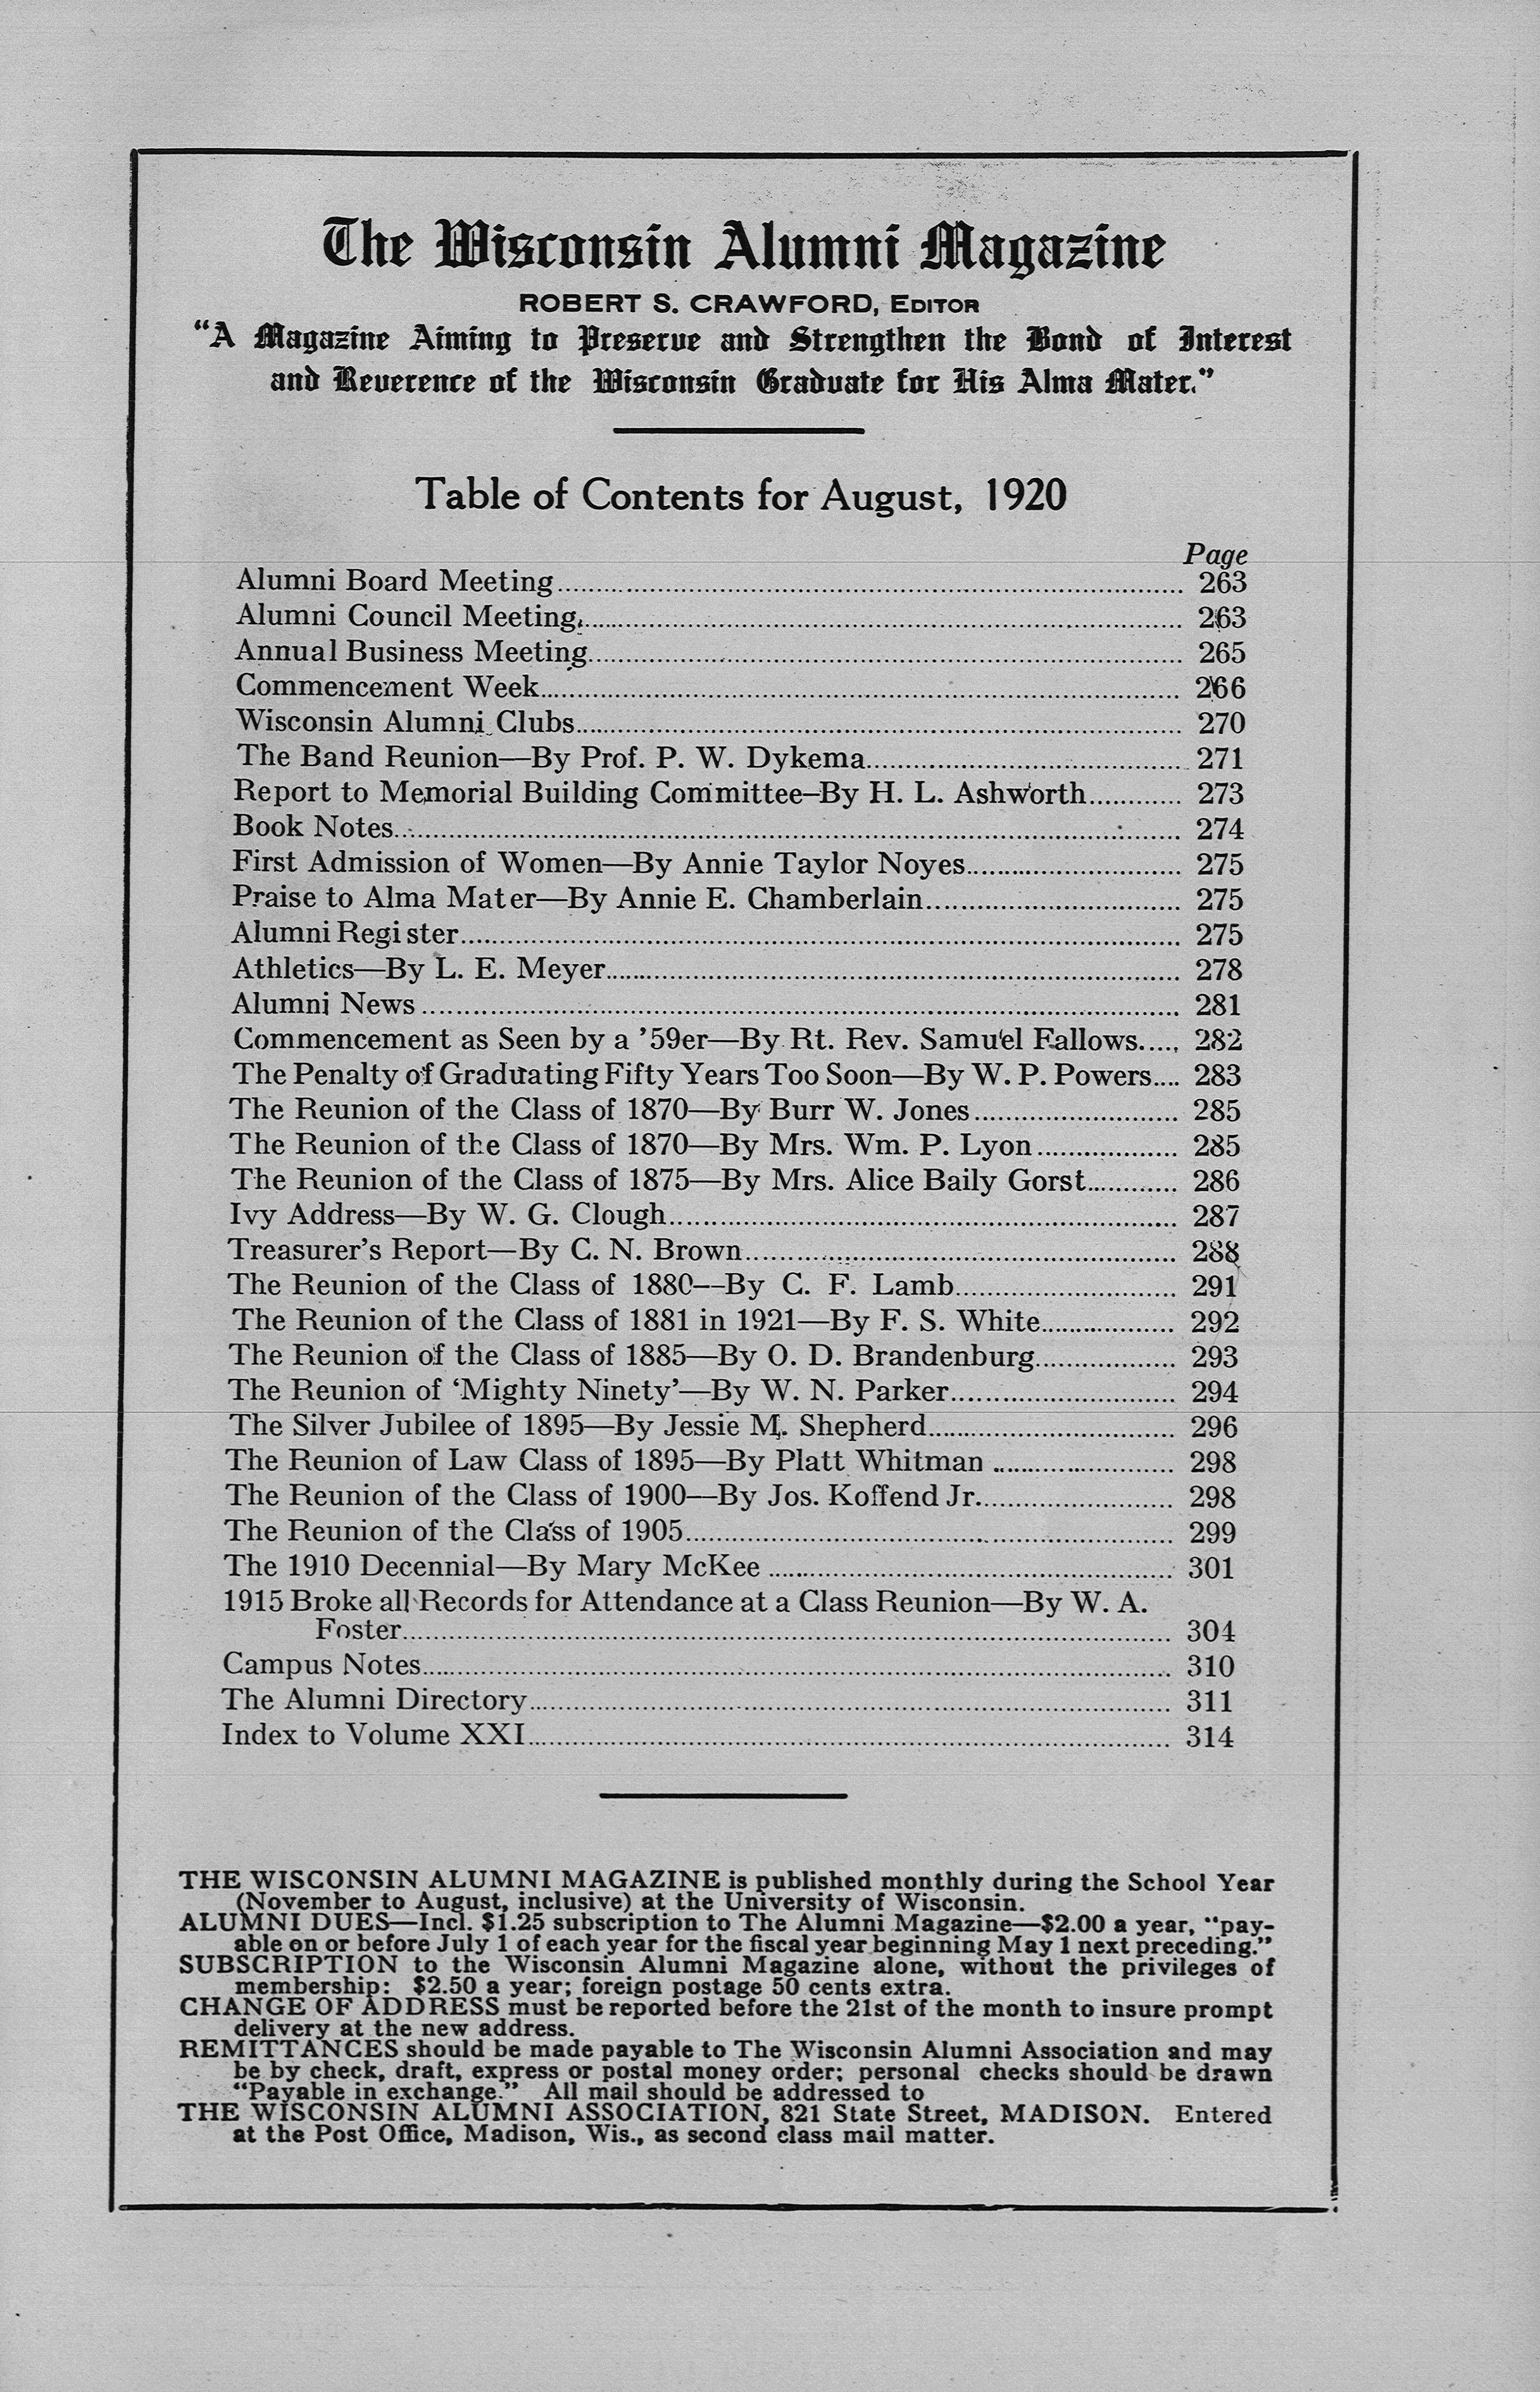 The Wisconsin Alumni Magazine
ROBERT S. CRAWFORD, EDITOR
"A Magazine Aiming to Preserve and Strengthen the Bond of Interest
and Reverence of the Wisconsin Graduate for His Alma Mater."
Table of Contents for August, 1920
Page
Alumni Board Meeting 263
Alumni Council Meeting 263
Annual Business Meeting 265
Commencement Week 266
Wisconsin Alumni Clubs 270
The Band Reunion—By Prof. P. W. Dykema 271
Report to Memorial Building Committee—By H. L. Ashworth 273
Book Notes 274
First Admission of Women—By Annie Taylor Noyes 275
Praise to Alma Mater—By Annie E. Chamberlain 275
Alumni Register 275
Athletics—By L. E. Meyer 278
Alumni News 281
Commencement as Seen by a '59er—By Rt. Rev. Samuel Fallows 282
The Penalty of Graduating Fifty Years Too Soon—By W. P. Powers 283
The Reunion of the Class of 1870—By Burr W. Jones 285
The Reunion of the Class of 1870—By Mrs. Wm. P. Lyon 285
The Reunion of the Class of 1875—By Mrs. Alice Baily Gorst 286
Ivy Address—By W. G. Clough 287
Treasurer's Report—By C. N. Brown 288
The Reunion of the Class of 1880—By C. F. Lamb 291
The Reunion of the Class of 1881 in 1921—By F. S. White 292
The Reunion of the Class of 1885—By O. D. Brandenburg 293
The Reunion of 'Mighty Ninety'—By W. N. Parker 294
The Silver Jubilee of 1895—By Jessie M. Shepherd 296
The Reunion of Law Class of 1895—By Platt Whitman 298
The Reunion of the Class of 1900—By Jos. Koffend Jr. 298
The Reunion of the Class of 1905 299
The 1910 Decennial—By Mary McKee 301
1915 Broke all Records for Attendance at a Class Reunion—By W. A.
Foster 304
Campus Notes 310
The Alumni Directory 311
Index to Volume XXI 314
THE WISCONSIN ALUMNI MAGAZINE is published monthly during the School Year
(November to August, inclusive) at the University of Wisconsin.
ALUMNI DUES—Incl. $1.25 subscription to The Alumni Magazine—$2.00 a year, "pay-
able on or before July 1 of each year for the fiscal year beginning May 1 next preceding."
SUBSCRIPTION to the Wisconsin Alumni Magazine alone, without the privileges of
membership: $2.50 a year; foreign postage 50 cents extra.
CHANGE OF ADDRESS must be reported before the 21st of the month to insure prompt
delivery at the new address.
REMITTANCES should be made payable to The Wisconsin Alumni Association and may
be by check, draft, express or postal money order; personal checks should be drawn
"Payable in exchange." All mail should be addressed to
THE WISCONSIN ALUMNI ASSOCIATION, 821 State Street, MADISON. Entered
at the Post Office, Madison, Wis., as second class mail matter.